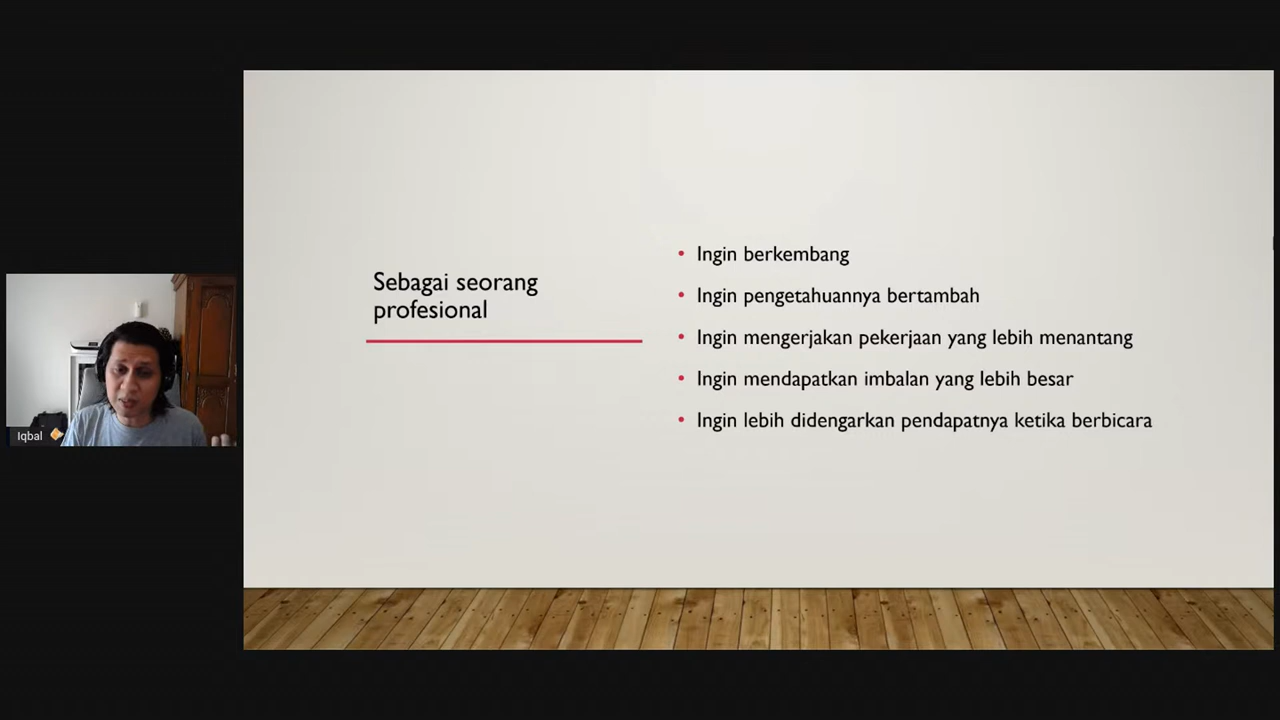 Sebagai seorang
profesional
Ingin berkembang
Ingin pengetahuannya bertambah
Ingin mengerjakan pekerjaan yang lebih menantang
Ingin mendapatkan imbalan yang lebih besar
Ingin lebih didengarkan pendapatnya ketika berbicara
Iqbal